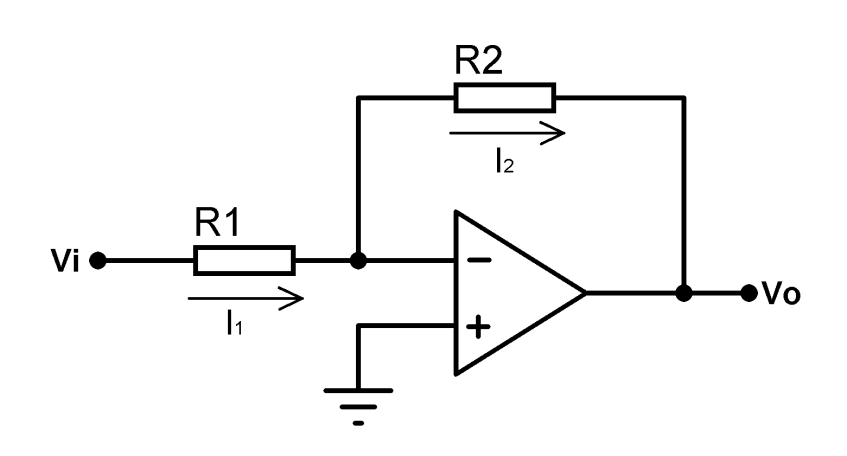 R2
I₂
R1
Vi
−
I₁
+
Vo